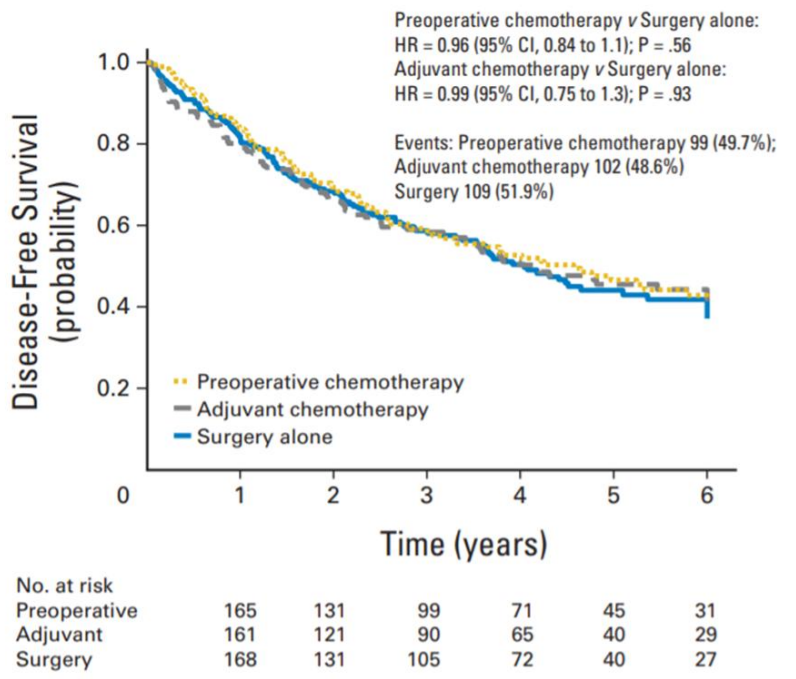 Preoperative chemotherapy v Surgery alone:
HR = 0.96 (95% CI, 0.84 to 1.1); P = .56
Adjuvant chemotherapy v Surgery alone:
HR = 0.99 (95% CI, 0.75 to 1.3); P = .93
Events: Preoperative chemotherapy 99 (49.7%);
Adjuvant chemotherapy 102 (48.6%)
Surgery 109 (51.9%)
Disease-Free Survival
(probability)
1.0
0.8
0.6
0.4
0.2
Preoperative chemotherapy
Adjuvant chemotherapy
Surgery alone
0 1 2 3 4 5 6
Time (years)
No. at risk
Preoperative 165 131 99 71 45 31
Adjuvant 161 121 90 65 40 29
Surgery 168 131 105 72 40 27